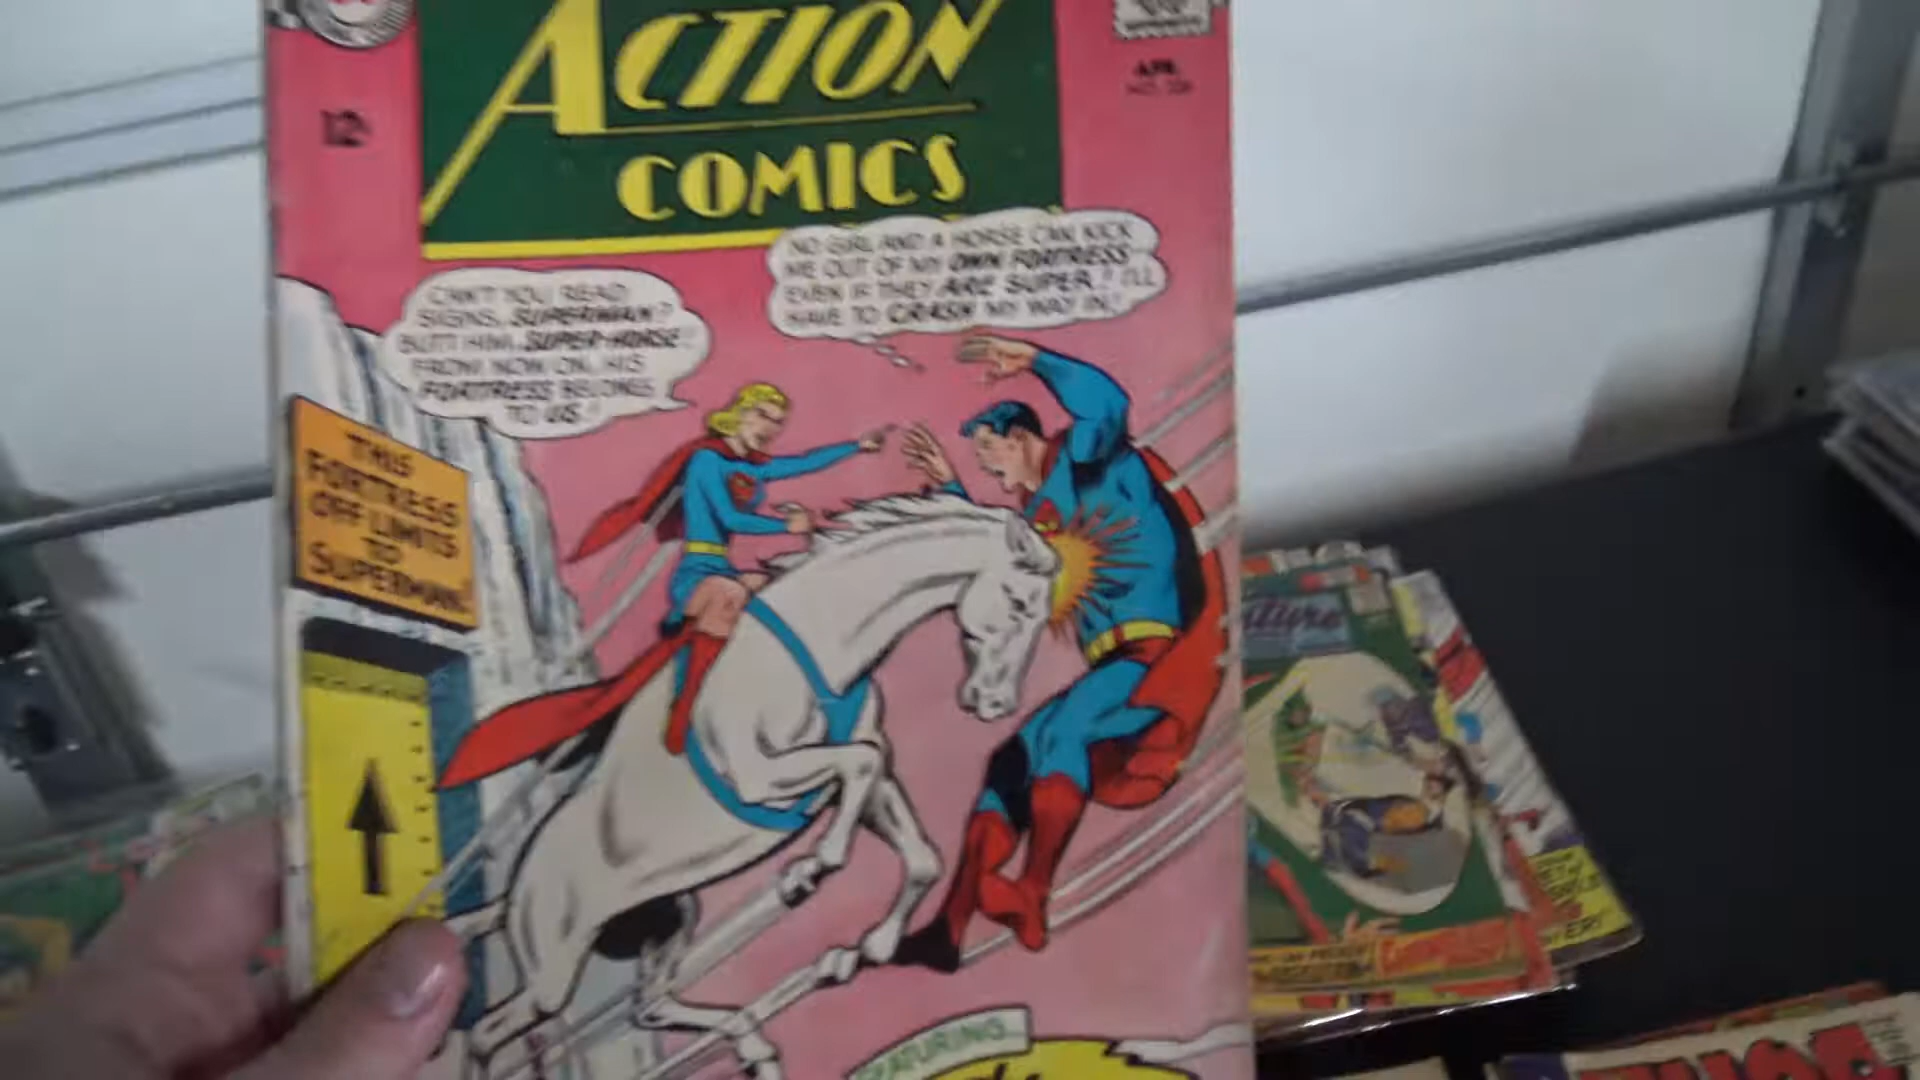 ACTION
COMICS
12¢
APR.
CAN'T YOU READ
SIGNS, SUPERMAN?
BUTT HIM, SUPER-HORSE!
FROM NOW ON, HIS
FORTRESS BELONGS
TO US!
NO GIRL AND A HORSE CAN KICK
ME OUT OF MY OWN FORTRESS
EVEN IF THEY ARE SUPER! I'LL
HAVE TO CRASH MY WAY IN!
THIS
FORTRESS
OFF LIMITS
TO
SUPERMAN
FEATURING